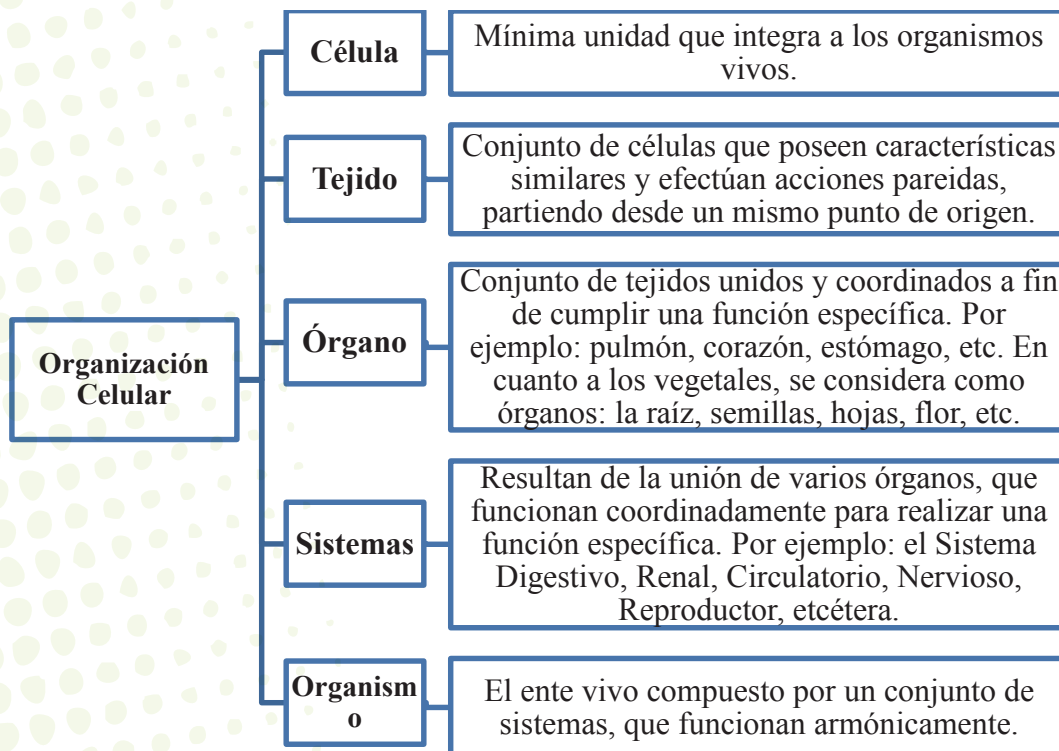 Célula
Mínima unidad que integra a los organismos
vivos.
Tejido
Conjunto de células que poseen características
similares y efectúan acciones pareidas,
partiendo desde un mismo punto de origen.
Organización
Celular
Órgano
Conjunto de tejidos unidos y coordinados a fin
de cumplir una función específica. Por
ejemplo: pulmón, corazón, estómago, etc. En
cuanto a los vegetales, se considera como
órganos: la raíz, semillas, hojas, flor, etc.
Sistemas
Resultan de la unión de varios órganos, que
funcionan coordinadamente para realizar una
función específica. Por ejemplo: el Sistema
Digestivo, Renal, Circulatorio, Nervioso,
Reproductor, etcétera.
Organism
o
El ente vivo compuesto por un conjunto de
sistemas, que funcionan armónicamente.